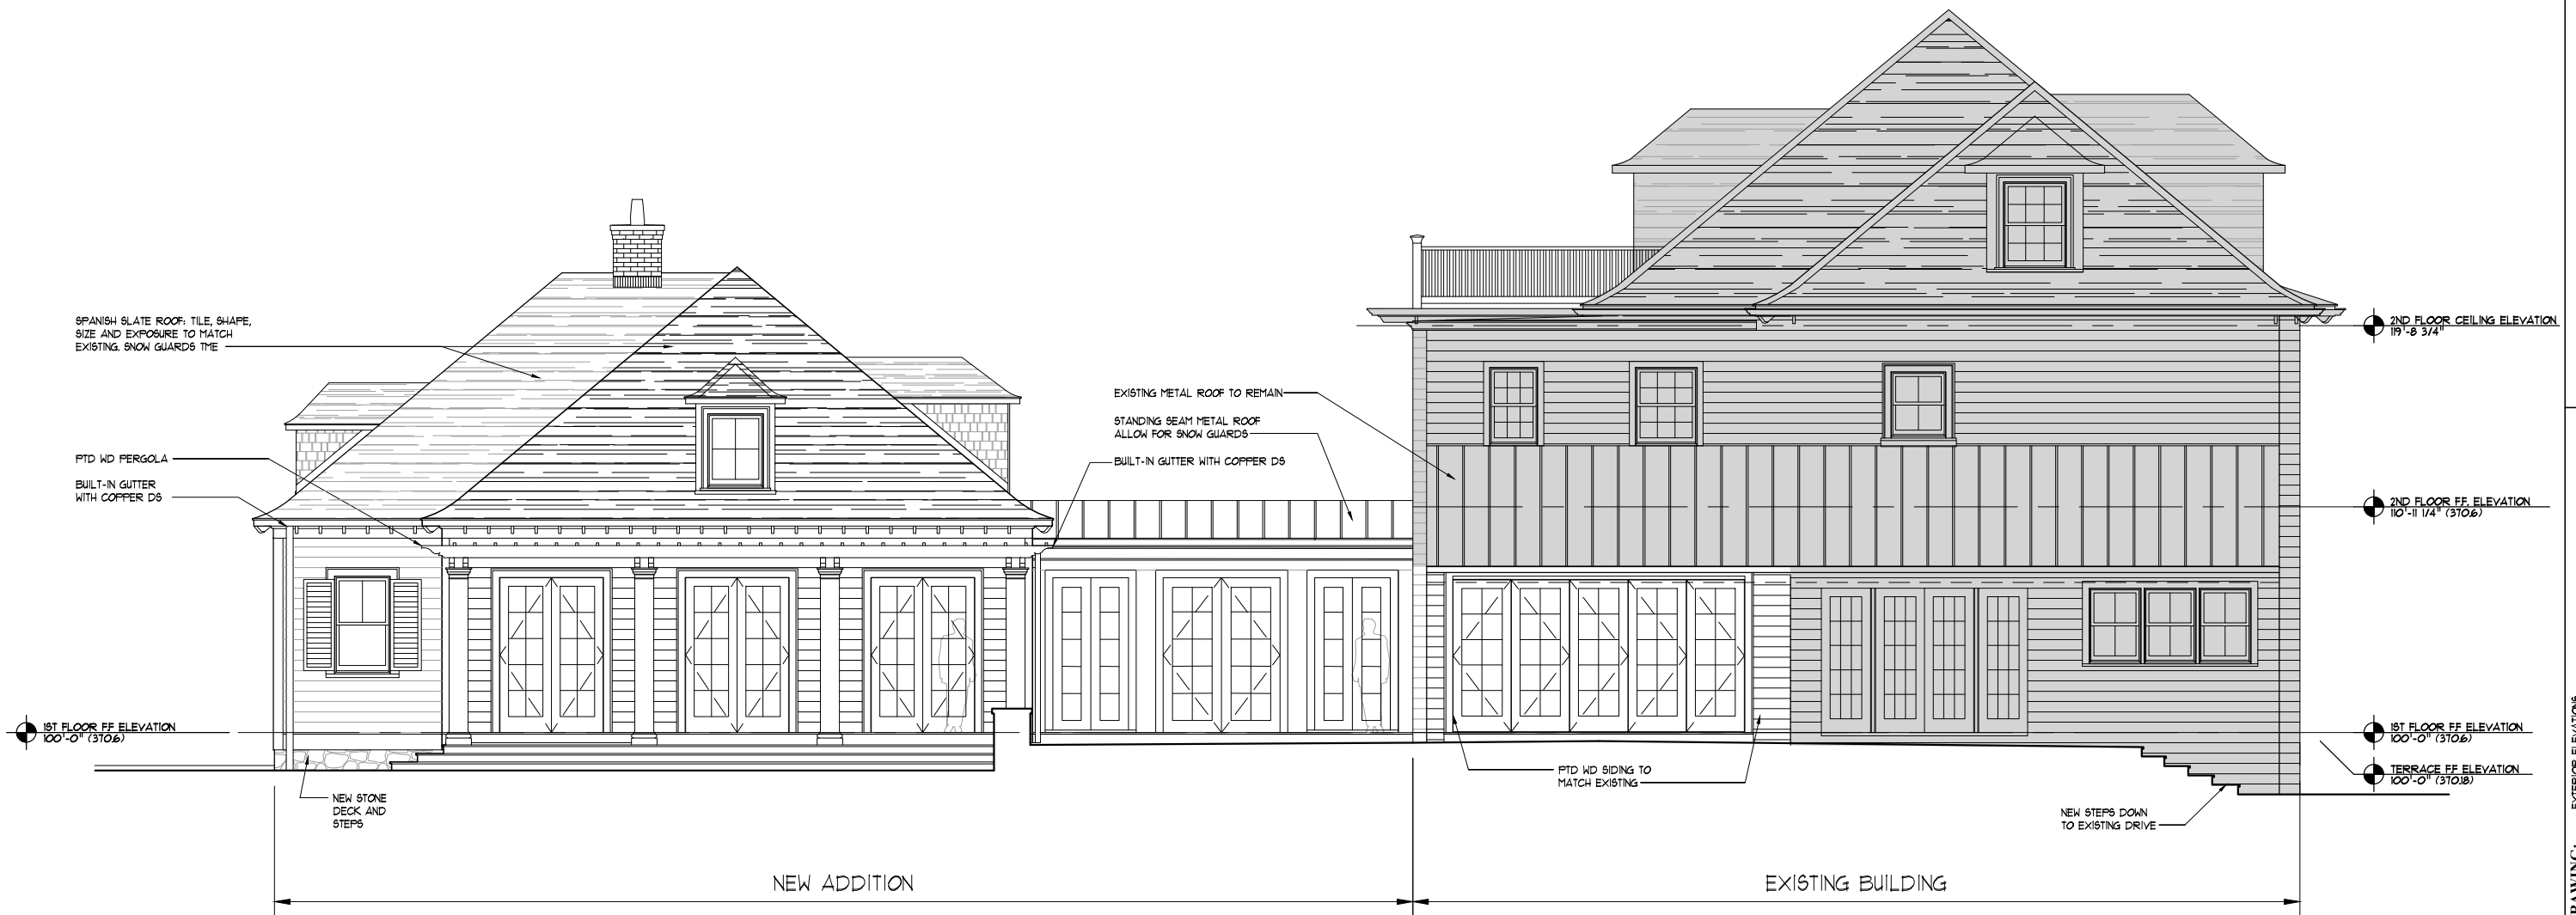 SPANISH SLATE ROOF: TILE, SHAPE,
SIZE AND EXPOSURE TO MATCH
EXISTING. SNOW GUARDS TME
PTD WD PERGOLA
BUILT-IN GUTTER
WITH COPPER DS
1ST FLOOR FF ELEVATION
100'-0" (370.6)
NEW STONE
DECK AND
STEPS
EXISTING METAL ROOF TO REMAIN
STANDING SEAM METAL ROOF
ALLOW FOR SNOW GUARDS
BUILT-IN GUTTER WITH COPPER DS
PTD WD SIDING TO
MATCH EXISTING
NEW STEPS DOWN
TO EXISTING DRIVE
2ND FLOOR CEILING ELEVATION
119'-8 3/4"
2ND FLOOR F.F. ELEVATION
110'-11 1/4" (370.6)
1ST FLOOR FF ELEVATION
100'-0" (370.6)
TERRACE FF ELEVATION
100'-0" (370.18)
NEW ADDITION
EXISTING BUILDING
EXTERIOR ELEVATIONS